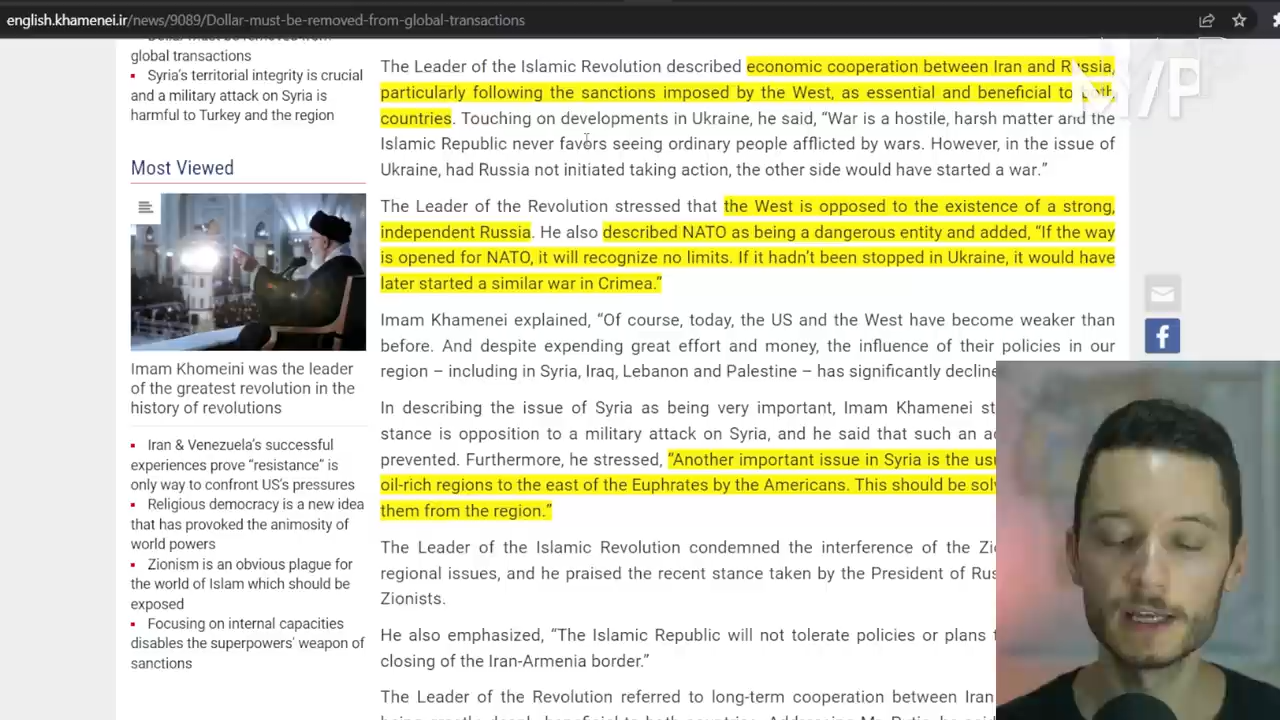 english.khamenei.ir/news/9089/Dollar-must-be-removed-from-global-transactions
global transactions
Syria's territorial integrity is crucial
and a military attack on Syria is
harmful to Turkey and the region
Most Viewed
Imam Khomeini was the leader
of the greatest revolution in the
history of revolutions
Iran & Venezuela's successful
experiences prove “resistance” is
only way to confront US's pressures
Religious democracy is a new idea
that has provoked the animosity of
world powers
Zionism is an obvious plague for
the world of Islam which should be
exposed
Focusing on internal capacities
disables the superpowers' weapon of
sanctions
The Leader of the Islamic Revolution described economic cooperation between Iran and Russia,
particularly following the sanctions imposed by the West, as essential and beneficial to both
countries. Touching on developments in Ukraine, he said, “War is a hostile, harsh matter and the
Islamic Republic never favors seeing ordinary people afflicted by wars. However, in the issue of
Ukraine, had Russia not initiated taking action, the other side would have started a war.”
The Leader of the Revolution stressed that the West is opposed to the existence of a strong,
independent Russia. He also described NATO as being a dangerous entity and added, “If the way
is opened for NATO, it will recognize no limits. If it hadn't been stopped in Ukraine, it would have
later started a similar war in Crimea.”
Imam Khamenei explained, “Of course, today, the US and the West have become weaker than
before. And despite expending great effort and money, the influence of their policies in our
region – including in Syria, Iraq, Lebanon and Palestine – has significantly
In describing the issue of Syria as being very important, Imam Khamenei
stance is opposition to a military attack on Syria, and he said that such an
prevented. Furthermore, he stressed, “Another important issue in Syria is the
oil-rich regions to the east of the Euphrates by the Americans. This should be
them from the region.”
The Leader of the Islamic Revolution condemned the interference of the
regional issues, and he praised the recent stance taken by the President of
Zionists.
He also emphasized, “The Islamic Republic will not tolerate policies or plans
closing of the Iran-Armenia border.”
The Leader of the Revolution referred to long-term cooperation between Iran